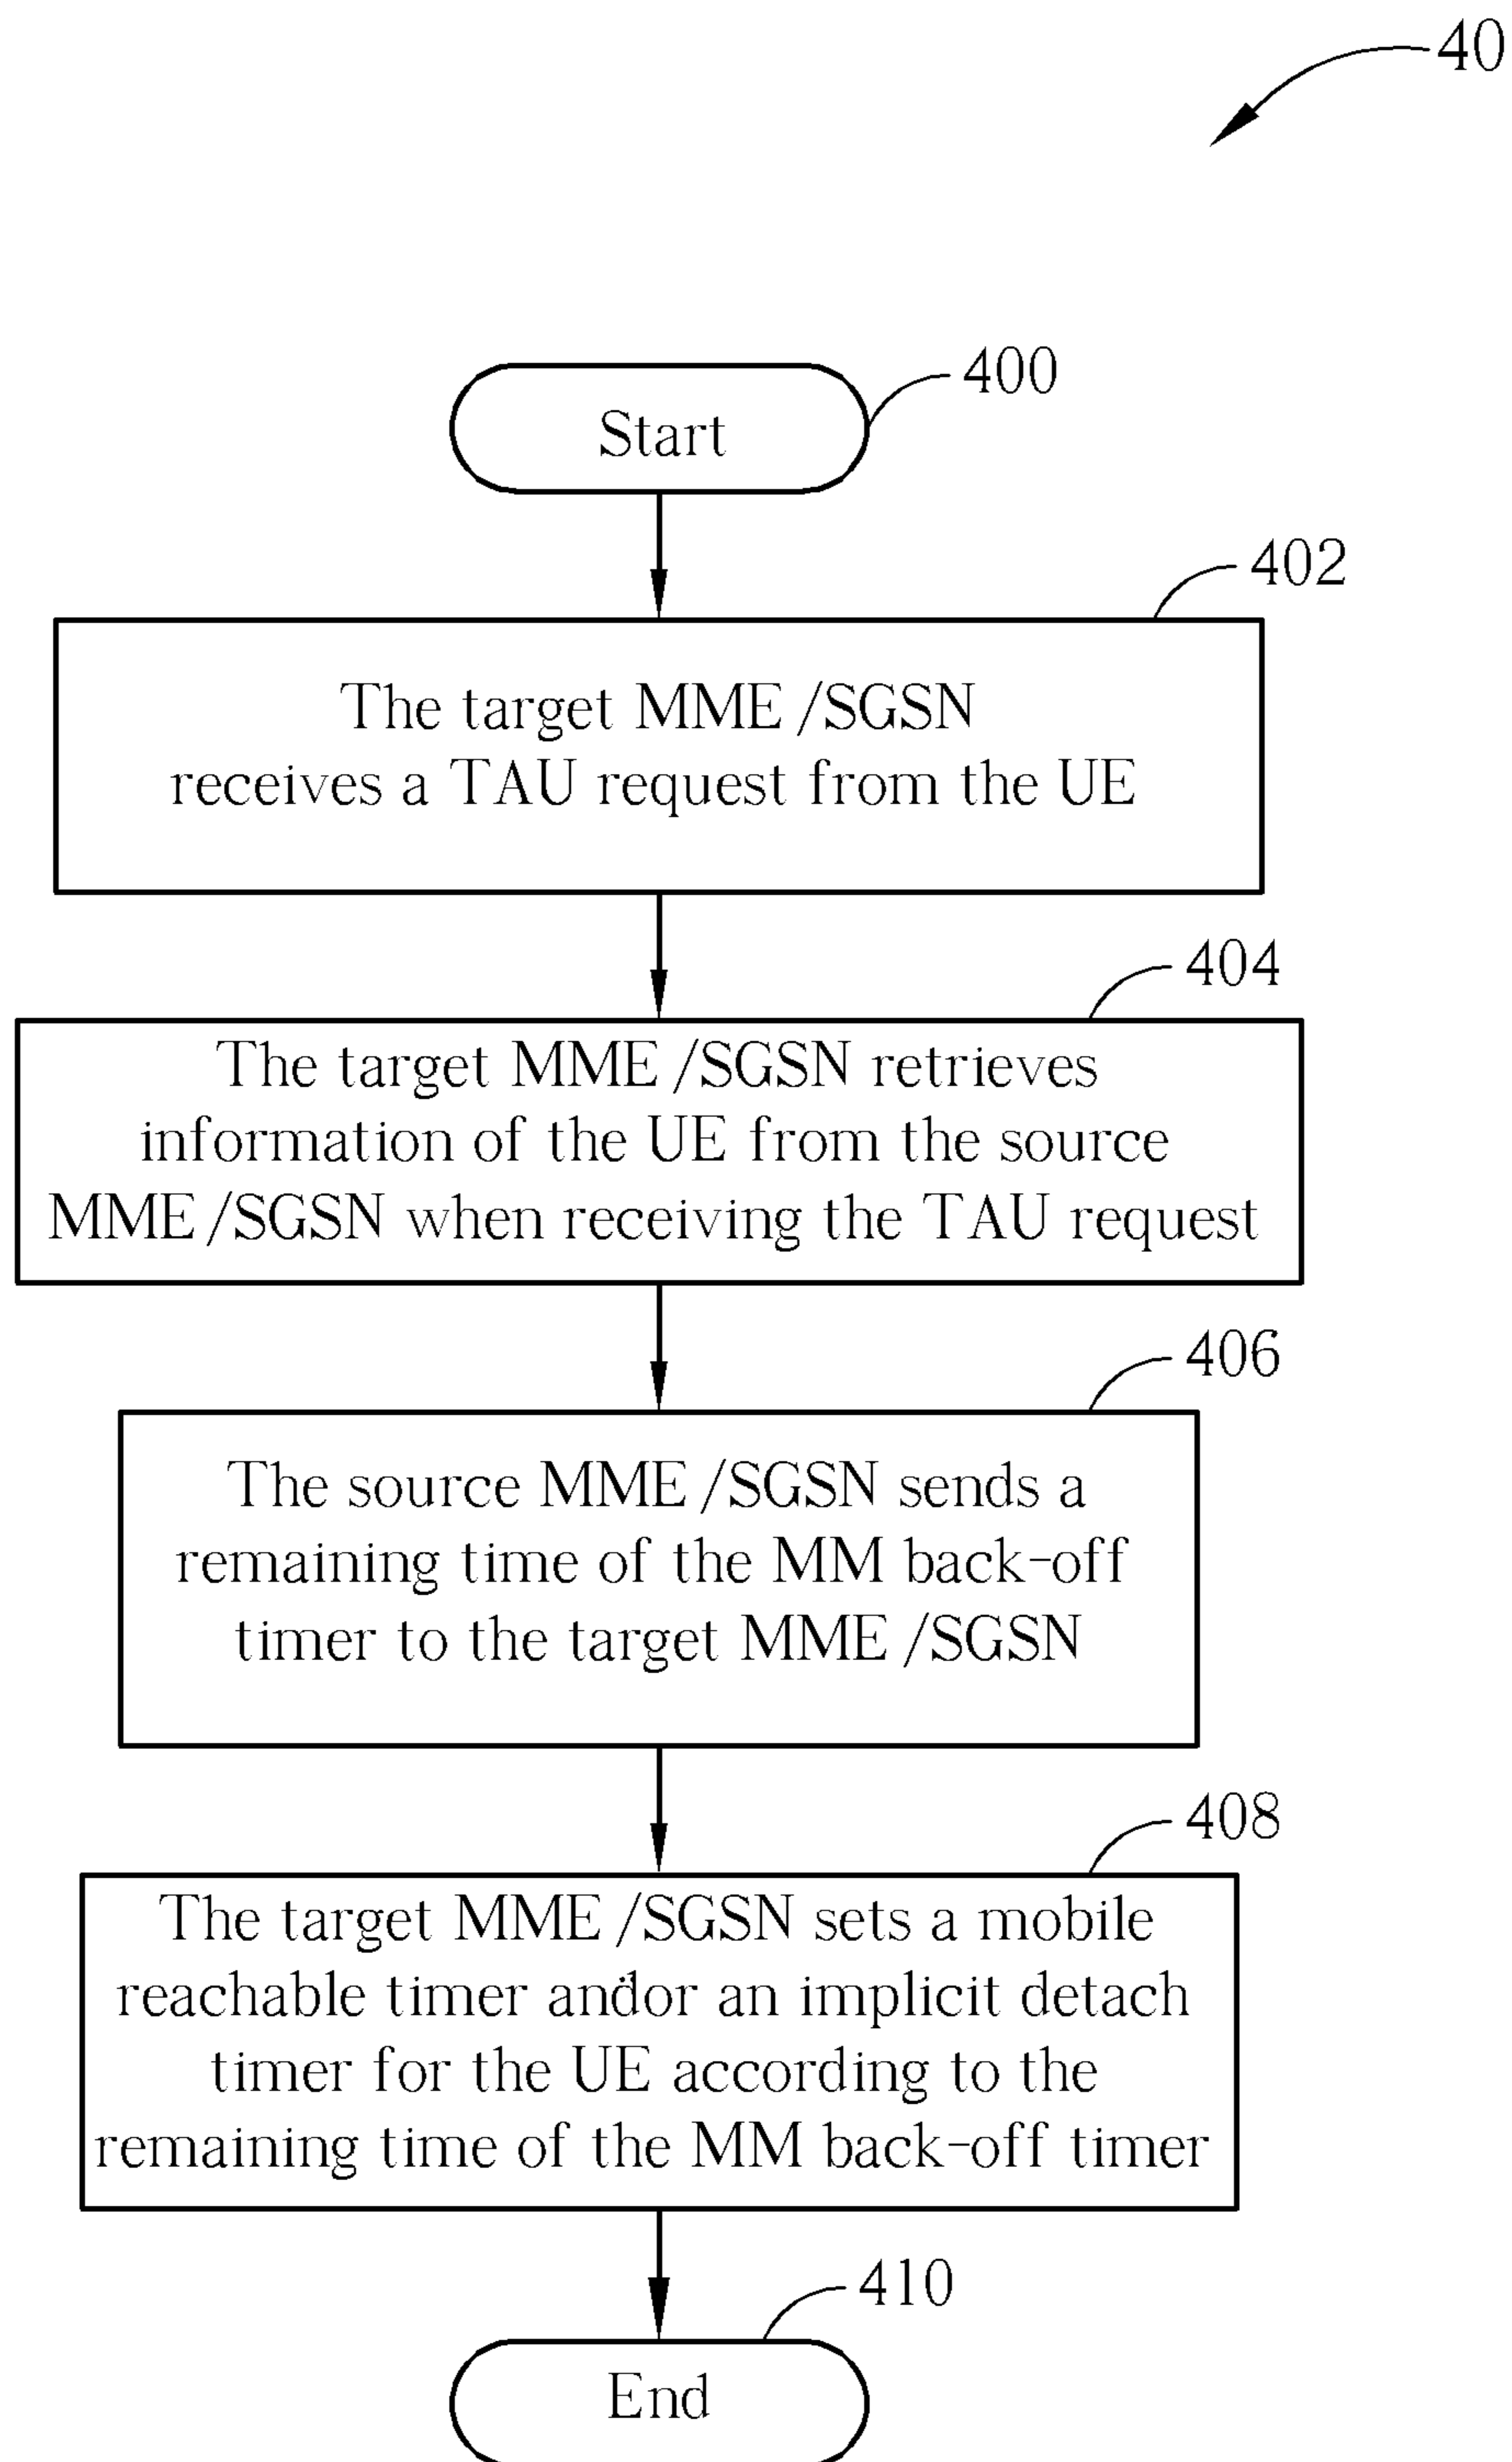 40
400
Start
402
The target MME/SGSN
receives a TAU request from the UE
404
The target MME/SGSN retrieves
information of the UE from the source
MME/SGSN when receiving the TAU request
406
The source MME/SGSN sends a
remaining time of the MM back-off
timer to the target MME/SGSN
408
The target MME/SGSN sets a mobile
reachable timer and/or an implicit detach
timer for the UE according to the
remaining time of the MM back-off timer
410
End